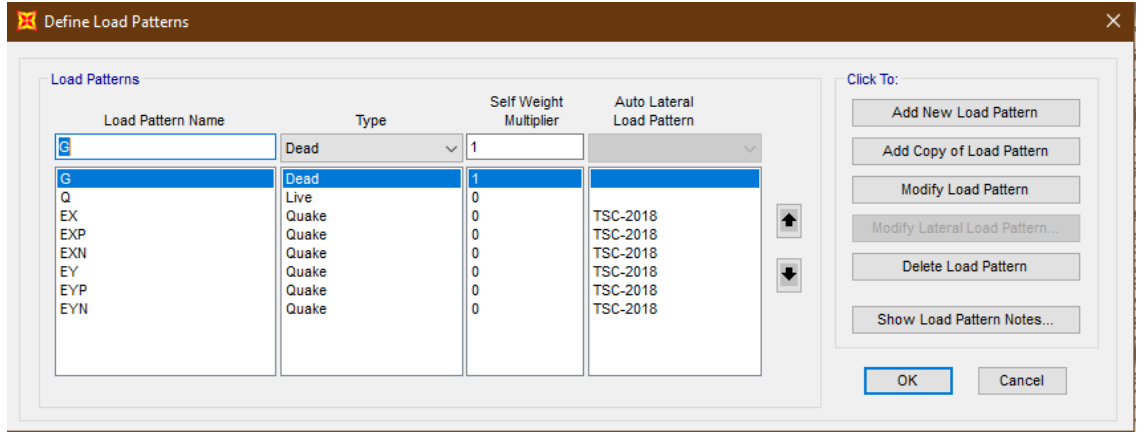 Define Load Patterns
Load Patterns
Click To:
Load Pattern Name Type Self Weight Multiplier Auto Lateral Load Pattern
G Dead 1
G Dead 1
Q Live 0
EX Quake 0 TSC-2018
EXP Quake 0 TSC-2018
EXN Quake 0 TSC-2018
EY Quake 0 TSC-2018
EYP Quake 0 TSC-2018
EYN Quake 0 TSC-2018
Add New Load Pattern
Add Copy of Load Pattern
Modify Load Pattern
Modify Lateral Load Pattern...
Delete Load Pattern
Show Load Pattern Notes...
OK Cancel